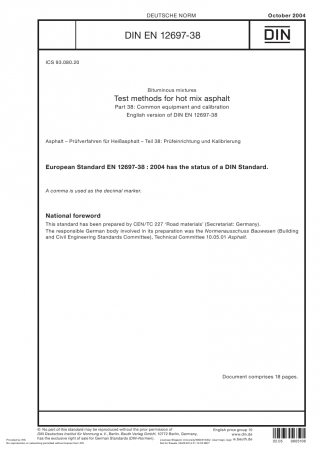 DEUTSCHE NORM
October 2004
DIN EN 12697-38
DIN
ICS 93.080.20
Bituminous mixtures
Test methods for hot mix asphalt
Part 38: Common equipment and calibration
English version of DIN EN 12697-38
Asphalt – Prüfverfahren für Heißasphalt – Teil 38: Prüfeinrichtung und Kalibrierung
European Standard EN 12697-38 : 2004 has the status of a DIN Standard.
A comma is used as the decimal marker.
National foreword
This standard has been prepared by CEN/TC 227 ‘Road materials’ (Secretariat: Germany).
The responsible German body involved in its preparation was the Normenausschuss Bauwesen (Building
and Civil Engineering Standards Committee), Technical Committee 10.05.01 Asphalt.
Document comprises 18 pages.
© No part of this standard may be reproduced without the prior permission of
DIN Deutsches Institut für Normung e. V., Berlin. Beuth Verlag GmbH, 10772 Berlin, Germany,
has the exclusive right of sale for German Standards (DIN-Normen).
English price group
www.din.de
www.beuth.de